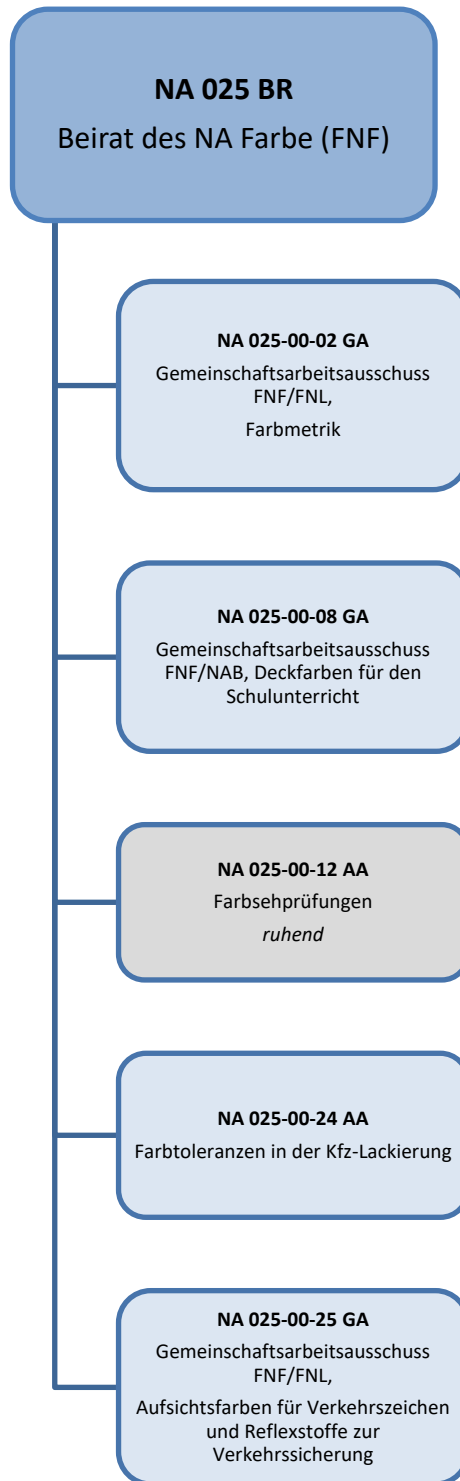 NA 025 BR
Beirat des NA Farbe (FNF)
NA 025-00-02 GA
Gemeinschaftsarbeitsausschuss
FNF/FNL,
Farbmetrik
NA 025-00-08 GA
Gemeinschaftsarbeitsausschuss
FNF/NAB, Deckfarben für den
Schulunterricht
NA 025-00-12 AA
Farbsehprüfungen
ruhend
NA 025-00-24 AA
Farbtoleranzen in der Kfz-Lackierung
NA 025-00-25 GA
Gemeinschaftsarbeitsausschuss
FNF/FNL,
Aufsichtsfarben für Verkehrszeichen
und Reflexstoffe zur
Verkehrssicherung